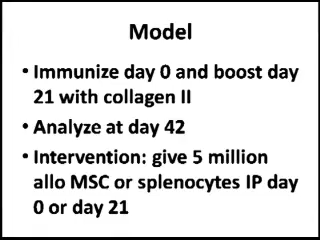 Model
• Immunize day 0 and boost day
21 with collagen II
• Analyze at day 42
• Intervention: give 5 million
allo MSC or splenocytes IP day
0 or day 21